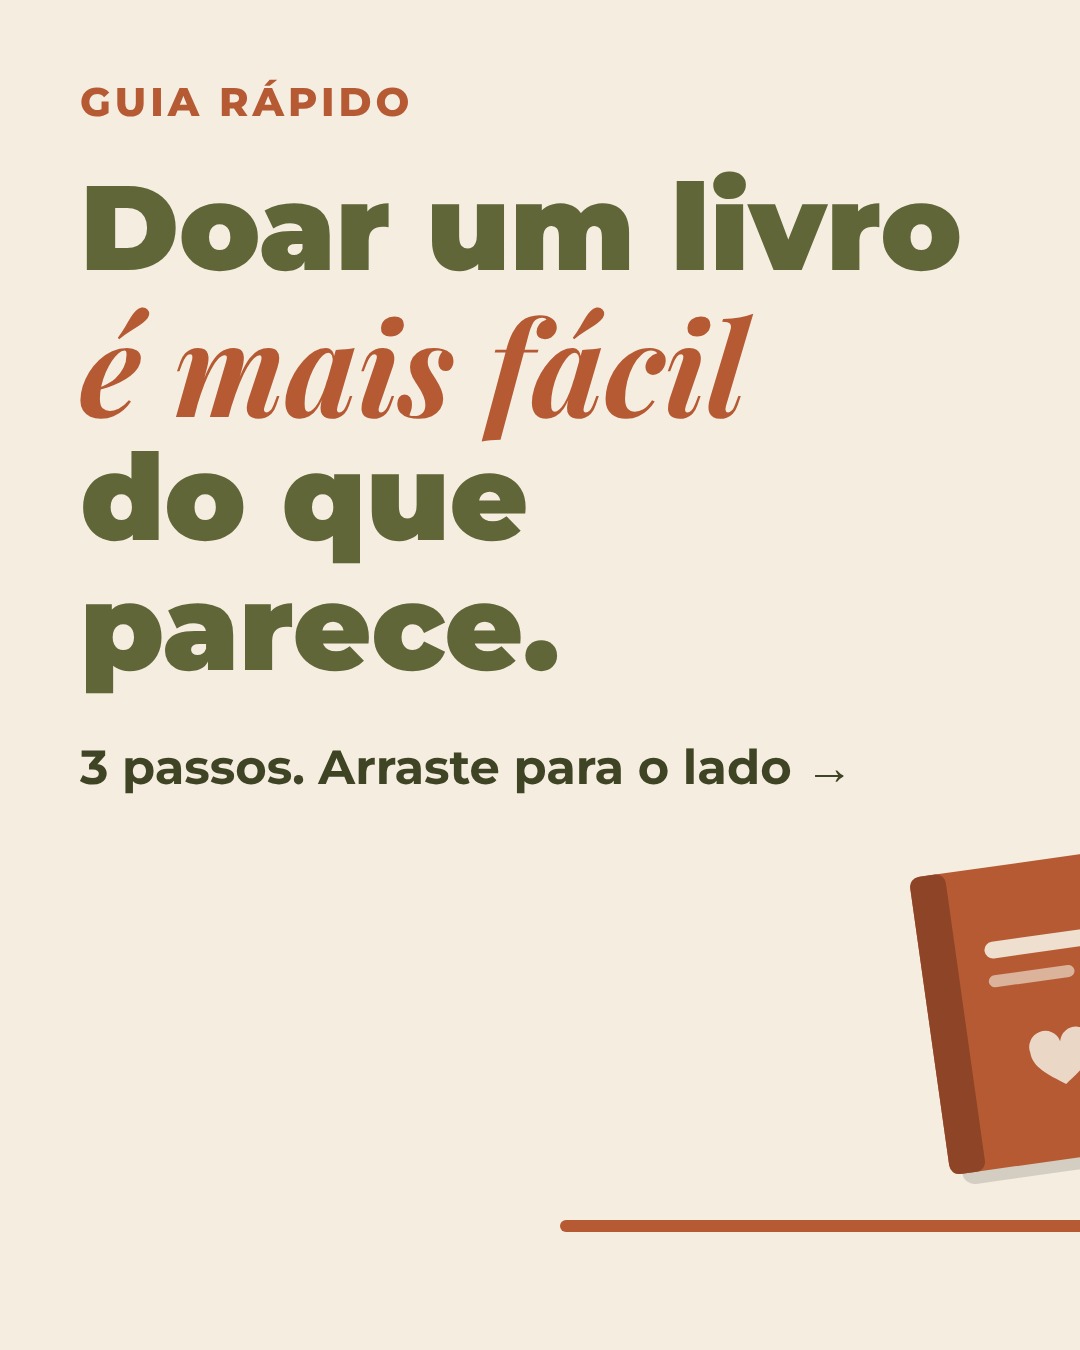 GUIA RÁPIDO
Doar um livro
é mais fácil
do que
parece.
3 passos. Arraste para o lado →